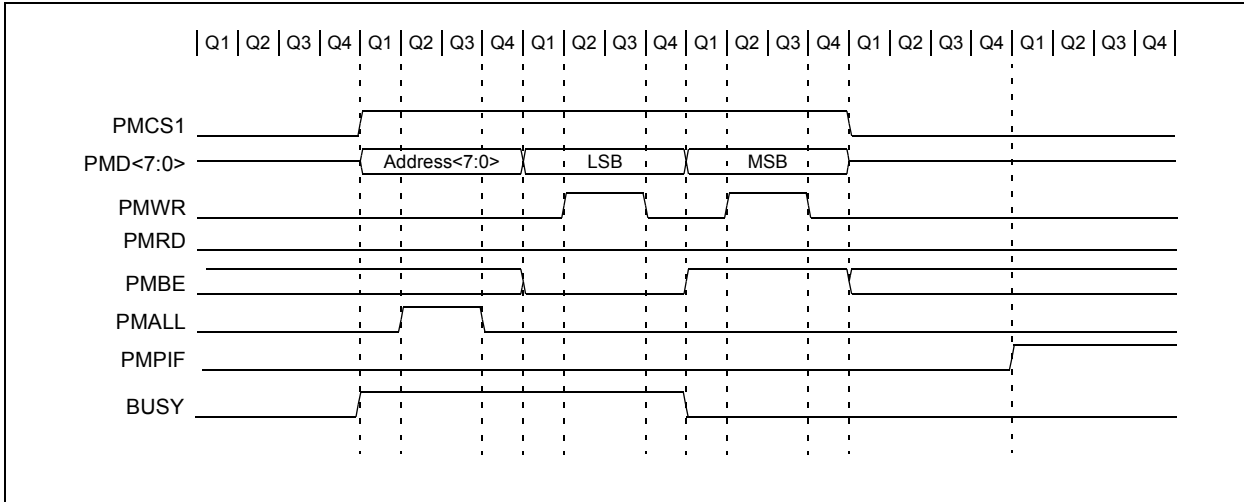 Q1 Q2 Q3 Q4 Q1 Q2 Q3 Q4 Q1 Q2 Q3 Q4 Q1 Q2 Q3 Q4 Q1 Q2 Q3 Q4 Q1 Q2 Q3 Q4
PMCS1
PMD<7:0> Address<7:0> LSB MSB
PMWR
PMRD
PMBE
PMALL
PMPIF
BUSY